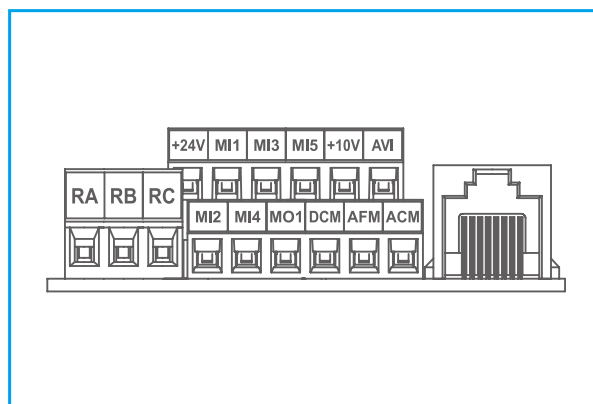 +24V MI1 MI3 MI5 +10V AVI
RA RB RC
MI2 MI4 MO1 DCM AFM ACM